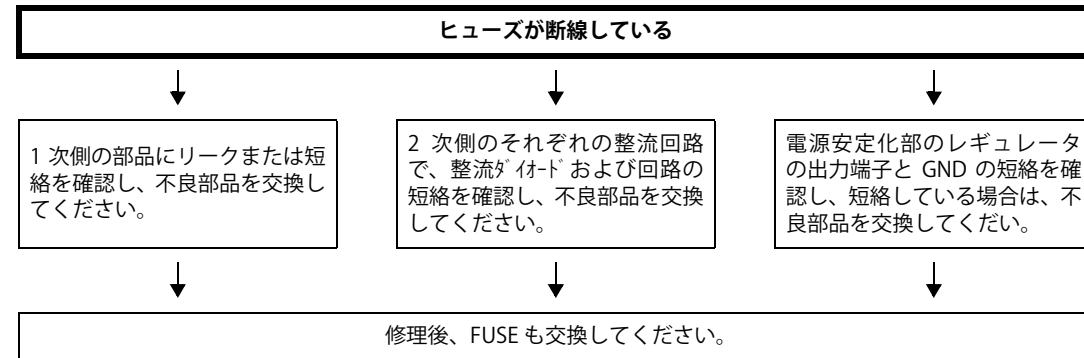 ヒューズが断線している
1 次側の部品にリークまたは短
絡を確認し、不良部品を交換し
てください。
2 次側のそれぞれの整流回路
で、整流ﾀﾞｲｵｰﾄﾞおよび回路の
短絡を確認し、不良部品を交換
してください。
電源安定化部のレギュレータ
の出力端子と GND の短絡を確
認し、短絡している場合は、不
良部品を交換してくだい。
修理後、FUSE も交換してください。